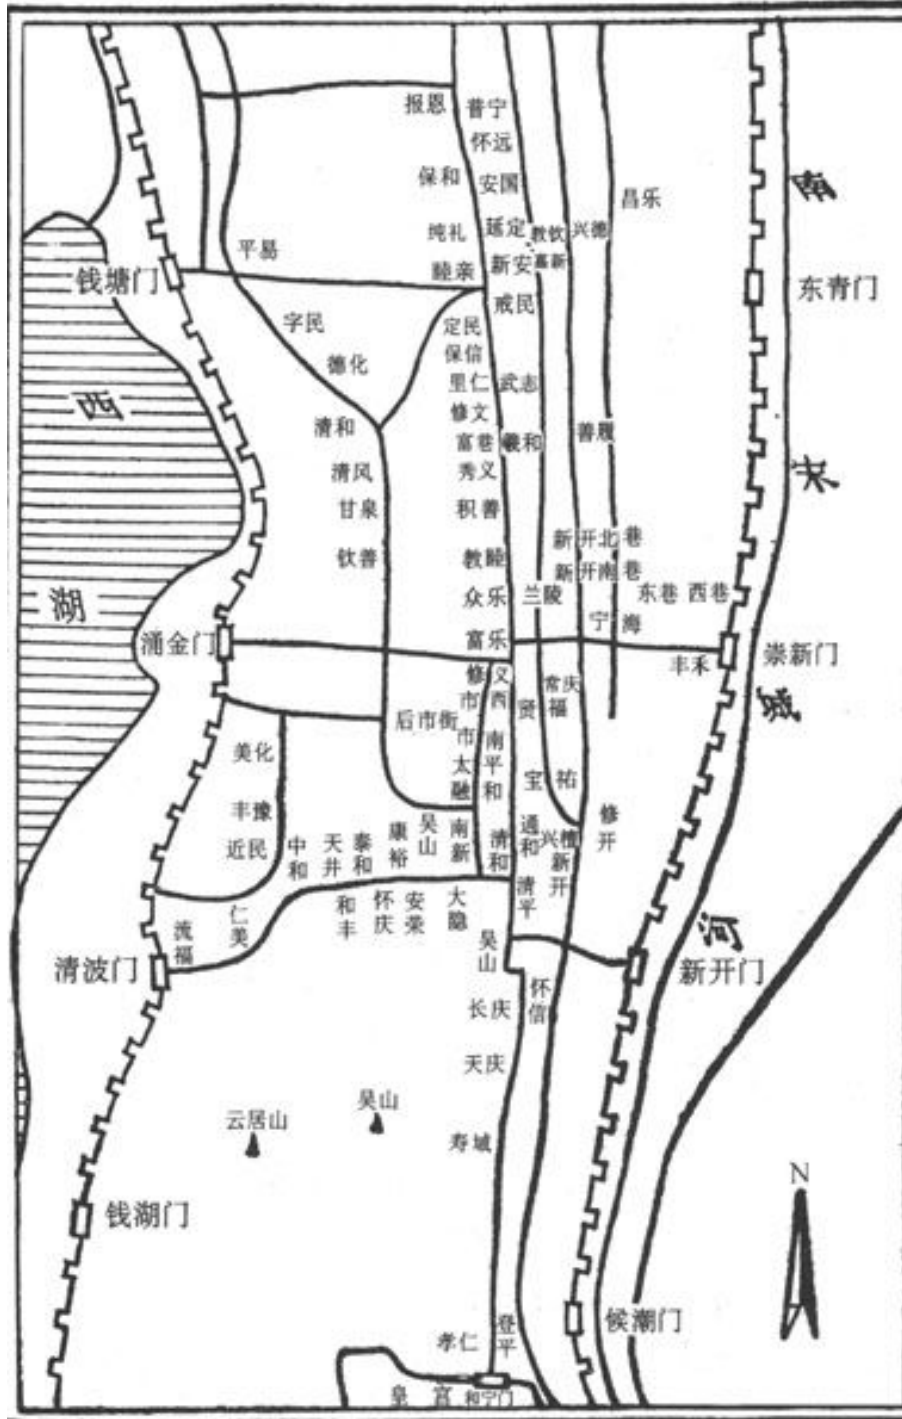 报恩 普宁
怀远
保和 安国
昌乐
纯礼 延定 教钦 兴德
平易
睦亲 新安 嘉新
钱塘门
东青门
戒民
字民
定民
保信
德化
里仁 武志
修文
清和
富巷 羲和
善履
清风
秀义
甘泉
积善
新开北巷
钦善
教睦
新开南巷
众乐 兰陵
东巷 西巷
宁海
涌金门
富乐
丰禾
崇新门
修义
市西
常庆
贤福
后市街
市南
美化
太平
融和
宝祐
丰豫
近民
中和
天井
泰和
康裕
吴山
南新
清和
通和
兴檀
新开
修开
清平
和丰
怀庆
安荣
大隐
仁美
流福
吴山
清波门
新开门
怀信
长庆
天庆
吴山
云居山
寿域
钱湖门
候潮门
登平
孝仁
皇宫
和宁门
西湖
南宋城河
N